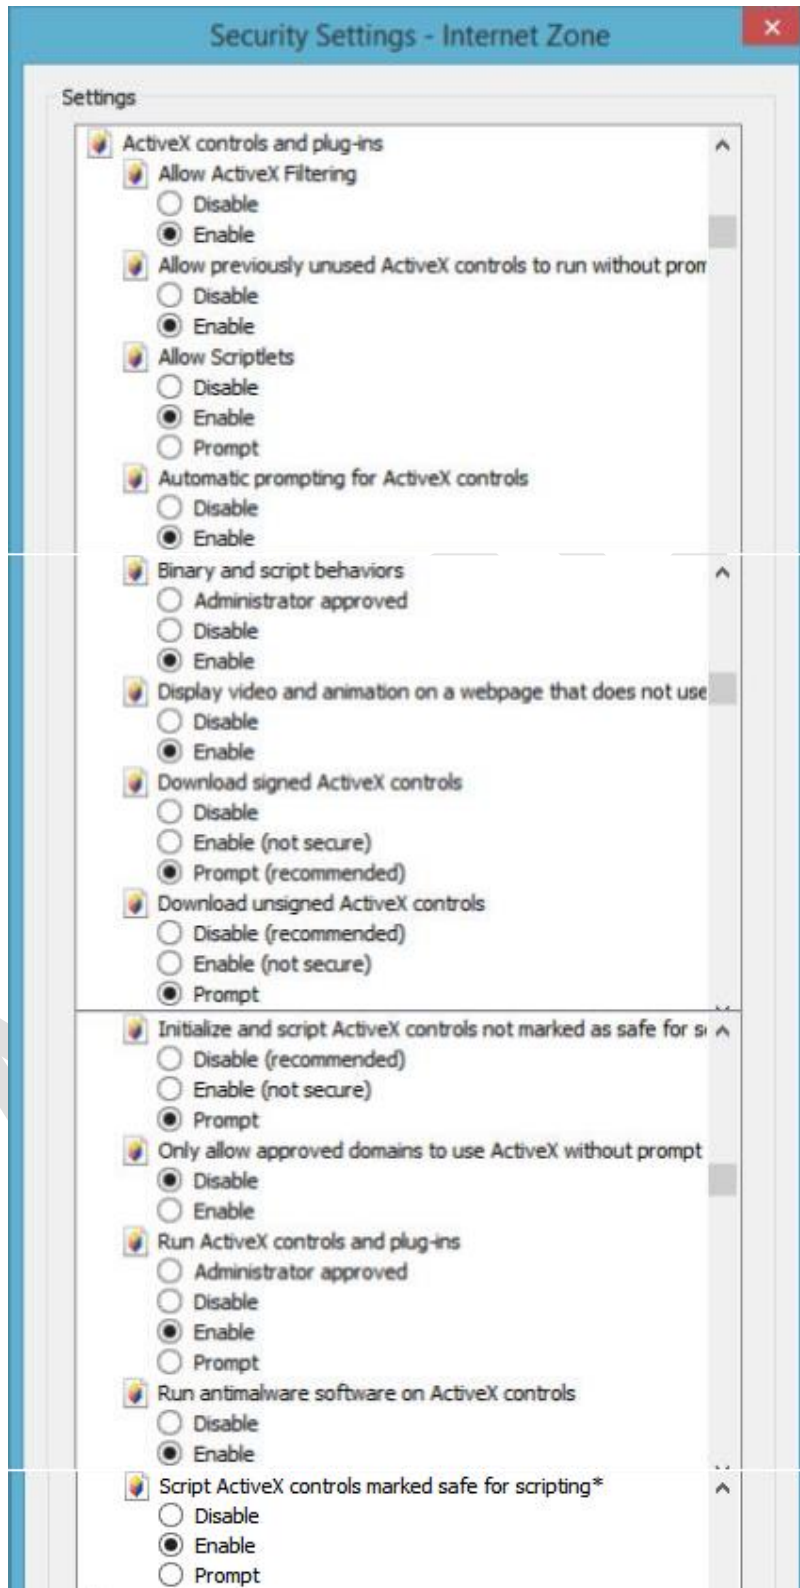 Security Settings - Internet Zone
Settings
ActiveX controls and plug-ins
Allow ActiveX Filtering
Disable
Enable
Allow previously unused ActiveX controls to run without prom
Disable
Enable
Allow Scriptlets
Disable
Enable
Prompt
Automatic prompting for ActiveX controls
Disable
Enable
Binary and script behaviors
Administrator approved
Disable
Enable
Display video and animation on a webpage that does not use
Disable
Enable
Download signed ActiveX controls
Disable
Enable (not secure)
Prompt (recommended)
Download unsigned ActiveX controls
Disable (recommended)
Enable (not secure)
Prompt
Initialize and script ActiveX controls not marked as safe for s
Disable (recommended)
Enable (not secure)
Prompt
Only allow approved domains to use ActiveX without prompt
Disable
Enable
Run ActiveX controls and plug-ins
Administrator approved
Disable
Enable
Prompt
Run antimalware software on ActiveX controls
Disable
Enable
Script ActiveX controls marked safe for scripting*
Disable
Enable
Prompt